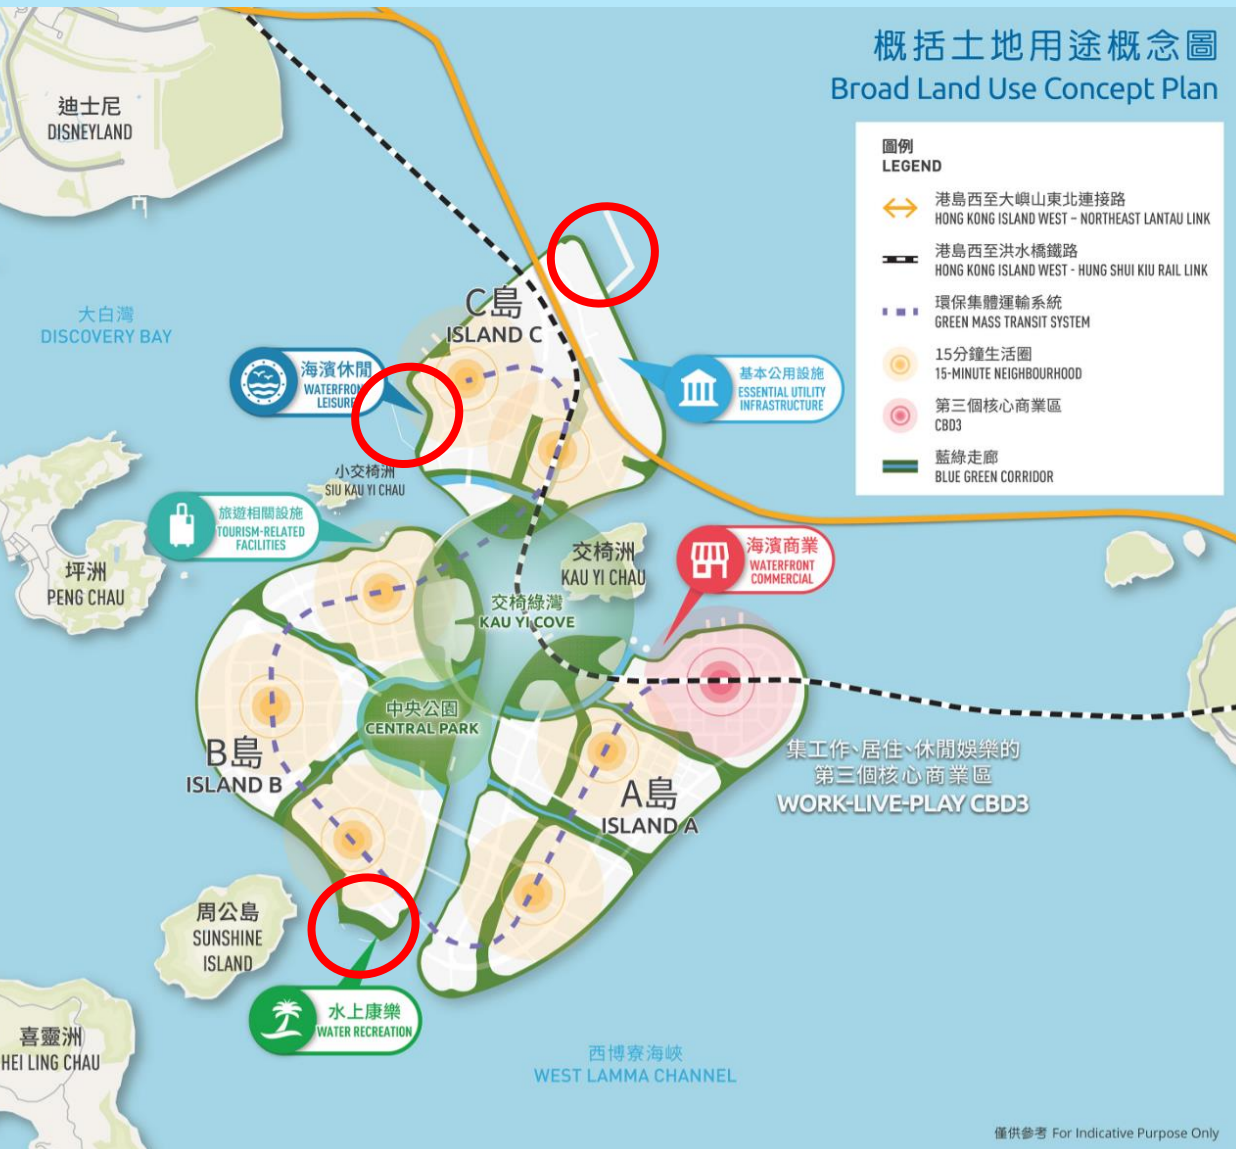 概括土地用途概念圖
Broad Land Use Concept Plan
圖例
LEGEND
港島西至大嶼山東北連接路
HONG KONG ISLAND WEST – NORTHEAST LANTAU LINK
港島西至洪水橋鐵路
HONG KONG ISLAND WEST - HUNG SHUI KIU RAIL LINK
環保集體運輸系統
GREEN MASS TRANSIT SYSTEM
15分鐘生活圈
15-MINUTE NEIGHBOURHOOD
第三個核心商業區
CBD3
藍綠走廊
BLUE GREEN CORRIDOR
迪士尼
DISNEYLAND
大白灣
DISCOVERY BAY
C島
ISLAND C
海濱休閒
WATERFRONT
LEISURE
基本公用設施
ESSENTIAL UTILITY
INFRASTRUCTURE
小交椅洲
SIU KAU YI CHAU
旅遊相關設施
TOURISM-RELATED
FACILITIES
交椅洲
KAU YI CHAU
海濱商業
WATERFRONT
COMMERCIAL
坪洲
PENG CHAU
交椅綠灣
KAU YI COVE
中央公園
CENTRAL PARK
B島
ISLAND B
A島
ISLAND A
集工作、居住、休閒娛樂的
第三個核心商業區
WORK-LIVE-PLAY CBD3
周公島
SUNSHINE
ISLAND
水上康樂
WATER RECREATION
喜靈洲
HEI LING CHAU
西博寮海峽
WEST LAMMA CHANNEL
僅供參考 For Indicative Purpose Only